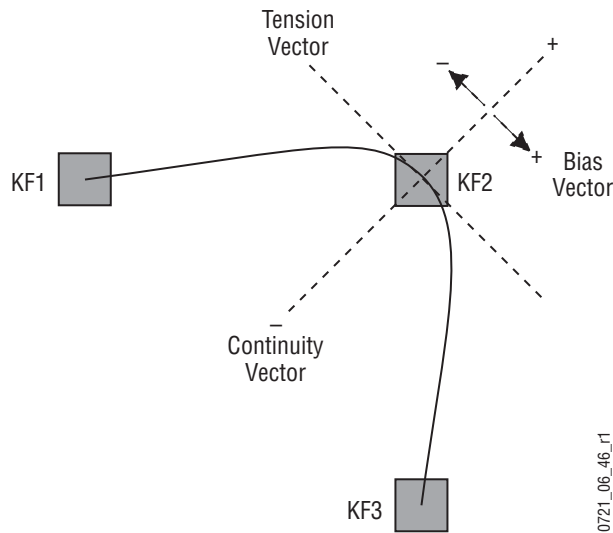 Tension
Vector
+
–
KF1
KF2
+
Bias
Vector
–
Continuity
Vector
KF3
0721_06_46_r1